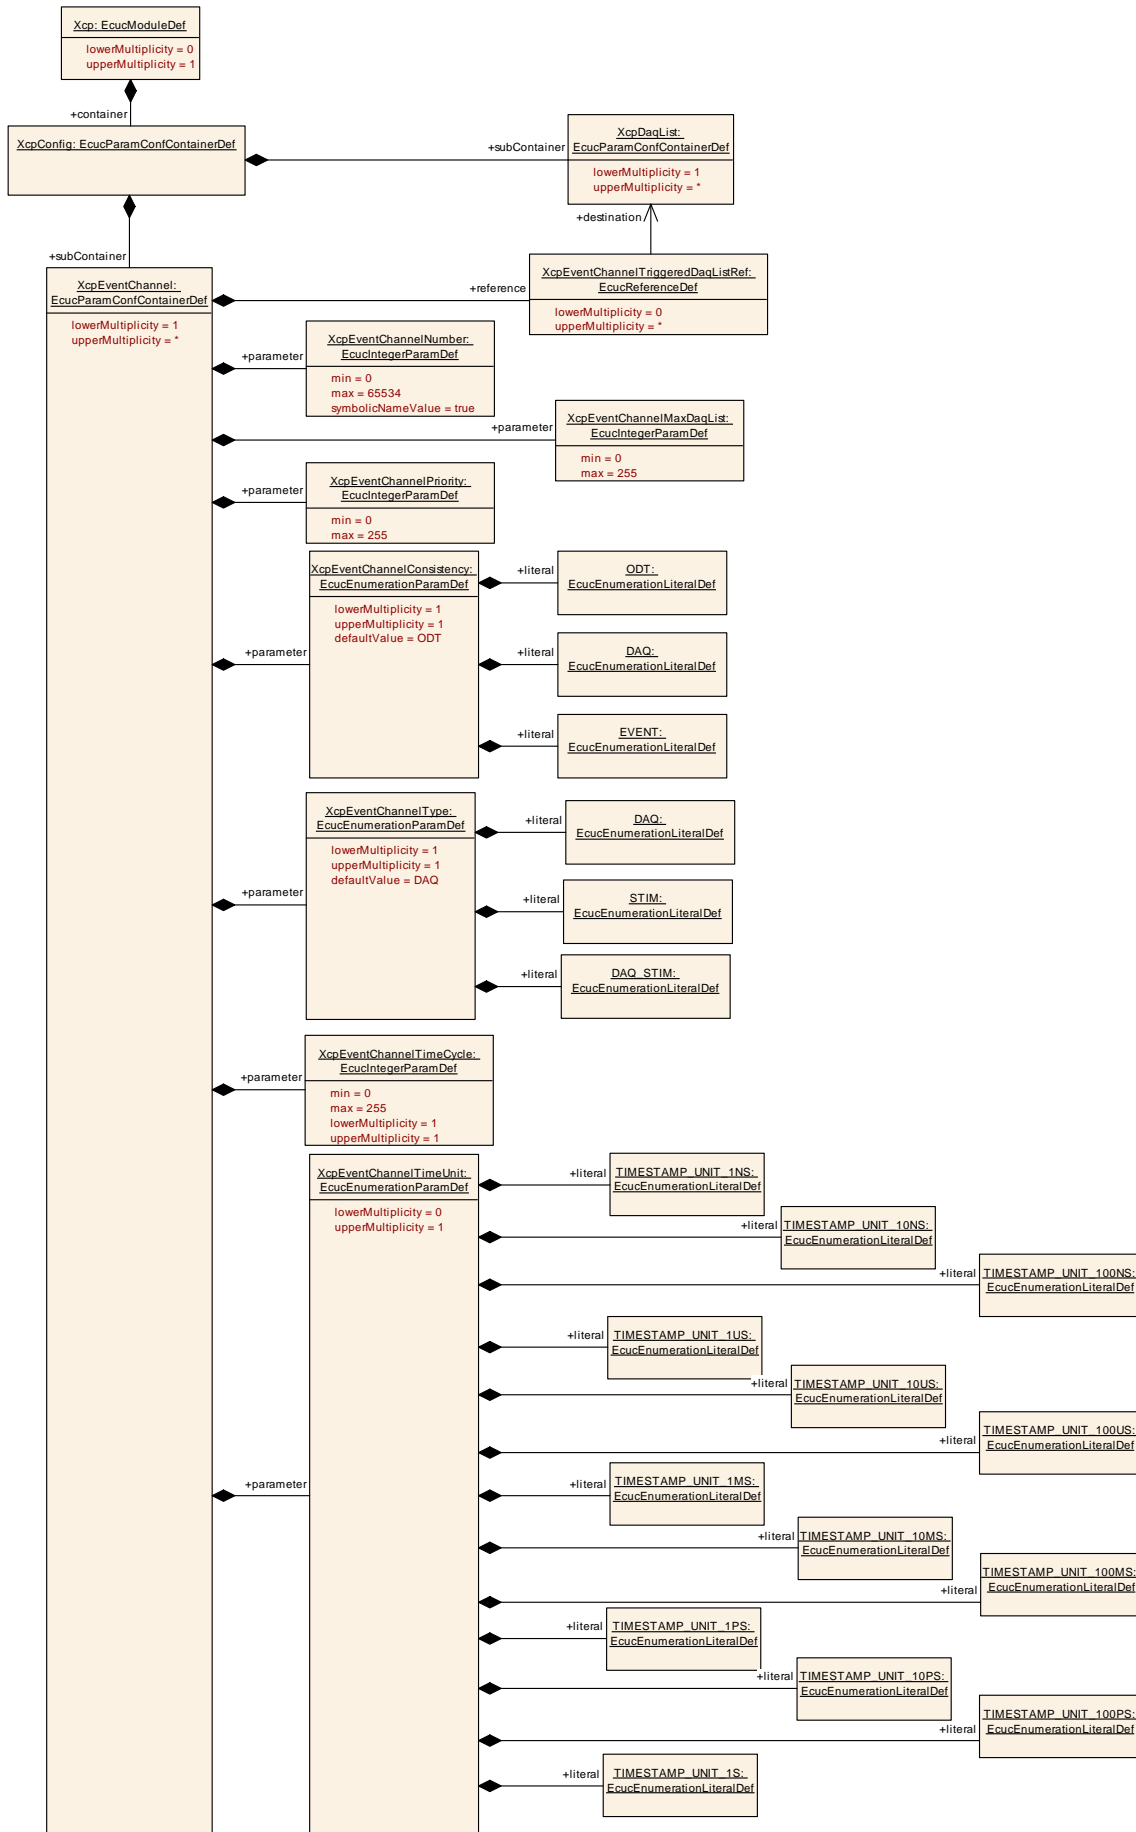 Xcp: EcucModuleDef
lowerMultiplicity = 0
upperMultiplicity = 1
+container
XcpConfig: EcucParamConfContainerDef
+subContainer
XcpDaqList:
EcucParamConfContainerDef
lowerMultiplicity = 1
upperMultiplicity = *
+destination
+subContainer
XcpEventChannel:
EcucParamConfContainerDef
lowerMultiplicity = 1
upperMultiplicity = *
+reference
XcpEventChannelTriggeredDaqListRef:
EcucReferenceDef
lowerMultiplicity = 0
upperMultiplicity = *
+parameter
XcpEventChannelNumber:
EcucIntegerParamDef
min = 0
max = 65534
symbolicNameValue = true
+parameter
XcpEventChannelMaxDaqList:
EcucIntegerParamDef
min = 0
max = 255
+parameter
XcpEventChannelPriority:
EcucIntegerParamDef
min = 0
max = 255
+parameter
XcpEventChannelConsistency:
EcucEnumerationParamDef
lowerMultiplicity = 1
upperMultiplicity = 1
defaultValue = ODT
+literal
ODT:
EcucEnumerationLiteralDef
+literal
DAQ:
EcucEnumerationLiteralDef
+literal
EVENT:
EcucEnumerationLiteralDef
+parameter
XcpEventChannelType:
EcucEnumerationParamDef
lowerMultiplicity = 1
upperMultiplicity = 1
defaultValue = DAQ
+literal
DAQ:
EcucEnumerationLiteralDef
+literal
STIM:
EcucEnumerationLiteralDef
+literal
DAQ_STIM:
EcucEnumerationLiteralDef
+parameter
XcpEventChannelTimeCycle:
EcucIntegerParamDef
min = 0
max = 255
lowerMultiplicity = 1
upperMultiplicity = 1
+parameter
XcpEventChannelTimeUnit:
EcucEnumerationParamDef
lowerMultiplicity = 0
upperMultiplicity = 1
+literal
TIMESTAMP_UNIT_1NS:
EcucEnumerationLiteralDef
+literal
TIMESTAMP_UNIT_10NS:
EcucEnumerationLiteralDef
+literal
TIMESTAMP_UNIT_100NS:
EcucEnumerationLiteralDef
+literal
TIMESTAMP_UNIT_1US:
EcucEnumerationLiteralDef
+literal
TIMESTAMP_UNIT_10US:
EcucEnumerationLiteralDef
+literal
TIMESTAMP_UNIT_100US:
EcucEnumerationLiteralDef
+literal
TIMESTAMP_UNIT_1MS:
EcucEnumerationLiteralDef
+literal
TIMESTAMP_UNIT_10MS:
EcucEnumerationLiteralDef
+literal
TIMESTAMP_UNIT_100MS:
EcucEnumerationLiteralDef
+literal
TIMESTAMP_UNIT_1PS:
EcucEnumerationLiteralDef
+literal
TIMESTAMP_UNIT_10PS:
EcucEnumerationLiteralDef
+literal
TIMESTAMP_UNIT_100PS:
EcucEnumerationLiteralDef
+literal
TIMESTAMP_UNIT_1S:
EcucEnumerationLiteralDef